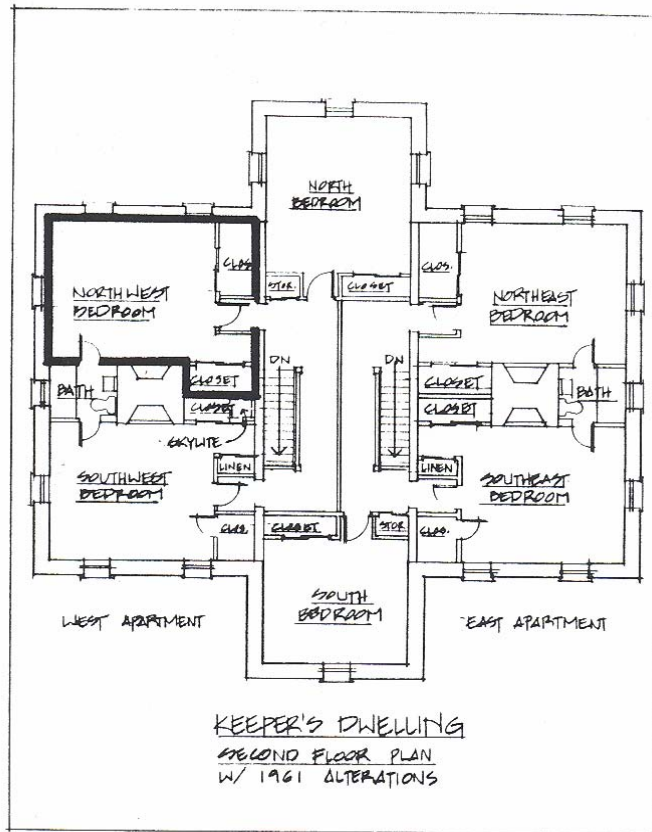 NORTH
BEDROOM
CLOS.
STOR.
CLOSET
CLOS.
NORTHWEST
BEDROOM
NORTHEAST
BEDROOM
DN
DN
BATH
CLOSET
CLOSET
CLOSET
CLOSET
BATH
SKYLITE
LINEN
LINEN
SOUTHWEST
BEDROOM
SOUTHEAST
BEDROOM
CLOS.
CLOSET
STOR.
CLOS.
SOUTH
BEDROOM
WEST APARTMENT
EAST APARTMENT
KEEPER'S DWELLING
SECOND FLOOR PLAN
W/ 1961 ALTERATIONS